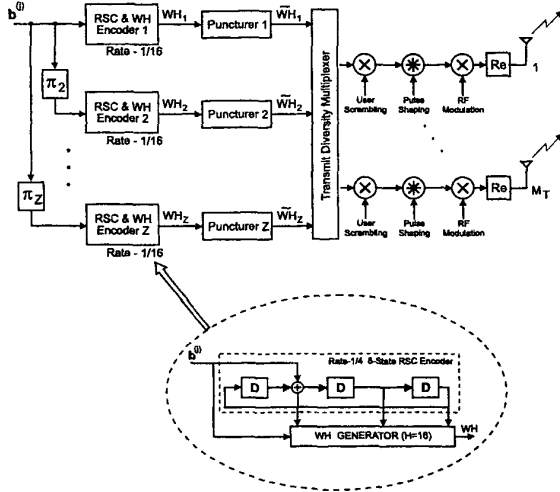 b(j)
RSC & WH
Encoder 1
WH1
Puncturer 1
W͠H1
Rate - 1/16
π2
RSC & WH
Encoder 2
WH2
Puncturer 2
W͠H2
Rate - 1/16
πZ
RSC & WH
Encoder Z
WHZ
Puncturer Z
W͠HZ
Rate - 1/16
Transmit Diversity Multiplexer
Re
1
User
Scrambling
Pulse
Shaping
RF
Modulation
Re
MT
User
Scrambling
Pulse
Shaping
RF
Modulation
b(j)
Rate-1/4 8-State RSC Encoder
D
D
D
WH GENERATOR (H=16)
WH